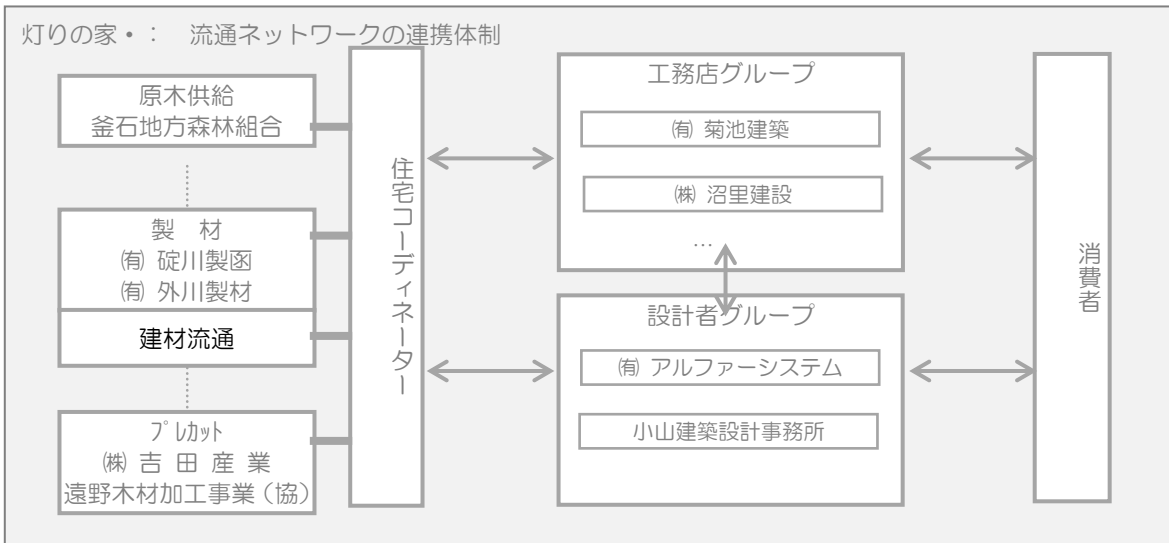 灯りの家・： 流通ネットワークの連携体制
原木供給
釜石地方森林組合
製 材
㈲ 碇川製函
㈲ 外川製材
建材流通
プレカット
㈱ 吉 田 産 業
遠野木材加工事業（協）
住宅コーディネーター
工務店グループ
㈲ 菊池建築
㈱ 沼里建設
…
設計者グループ
㈲ アルファーシステム
小山建築設計事務所
消費者